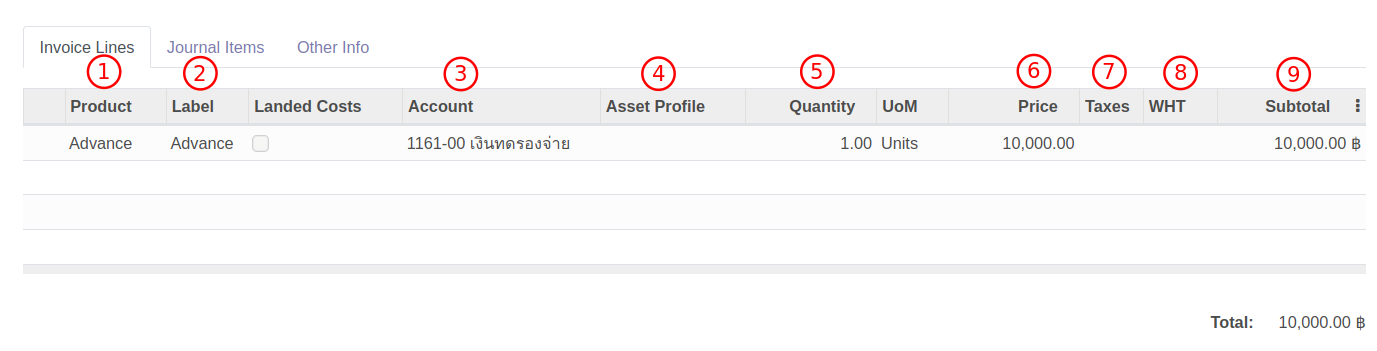 Invoice Lines Journal Items Other Info
1 2 3 4 5 6 7 8 9
Product Label Landed Costs Account Asset Profile Quantity UoM Price Taxes WHT Subtotal
Advance Advance 1161-00 เงินทดรองจ่าย 1.00 Units 10,000.00 10,000.00 ฿
Total: 10,000.00 ฿